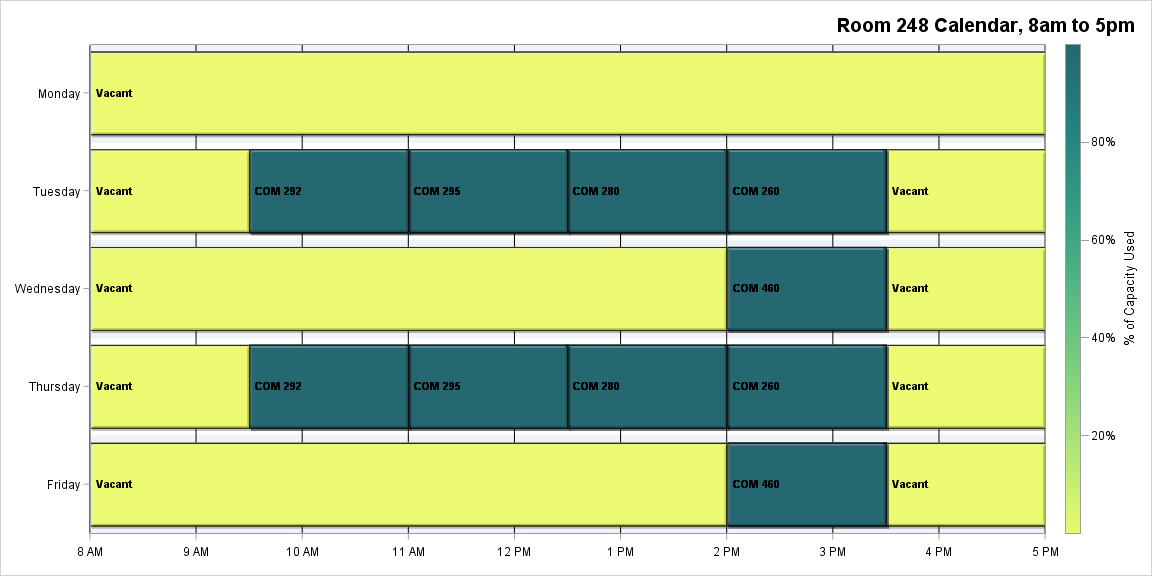 Room 248 Calendar, 8am to 5pm
Monday
Vacant
Tuesday
Vacant
COM 292
COM 295
COM 280
COM 260
Vacant
Wednesday
Vacant
COM 460
Vacant
Thursday
Vacant
COM 292
COM 295
COM 280
COM 260
Vacant
Friday
Vacant
COM 460
Vacant
8 AM
9 AM
10 AM
11 AM
12 PM
1 PM
2 PM
3 PM
4 PM
5 PM
80%
60%
40%
20%
% of Capacity Used